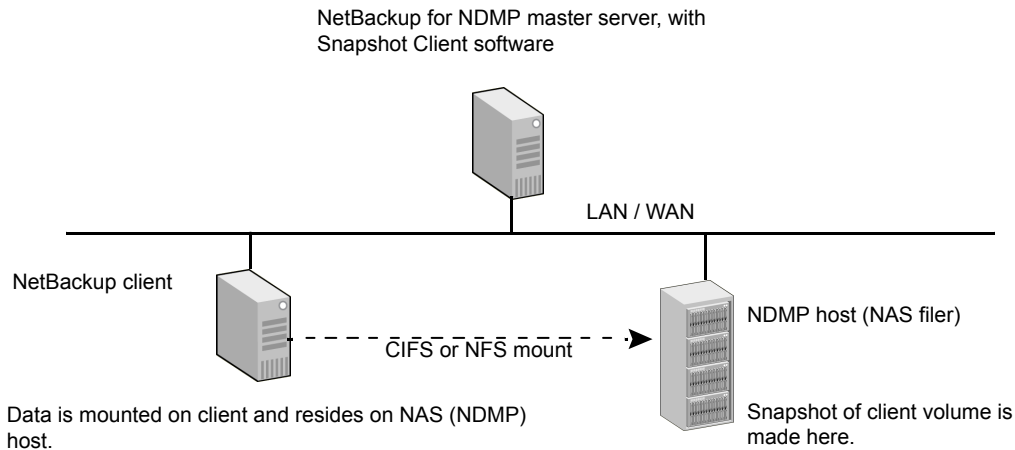 NetBackup for NDMP master server, with
Snapshot Client software
LAN / WAN
NetBackup client
NDMP host (NAS filer)
CIFS or NFS mount
Data is mounted on client and resides on NAS (NDMP)
host.
Snapshot of client volume is
made here.